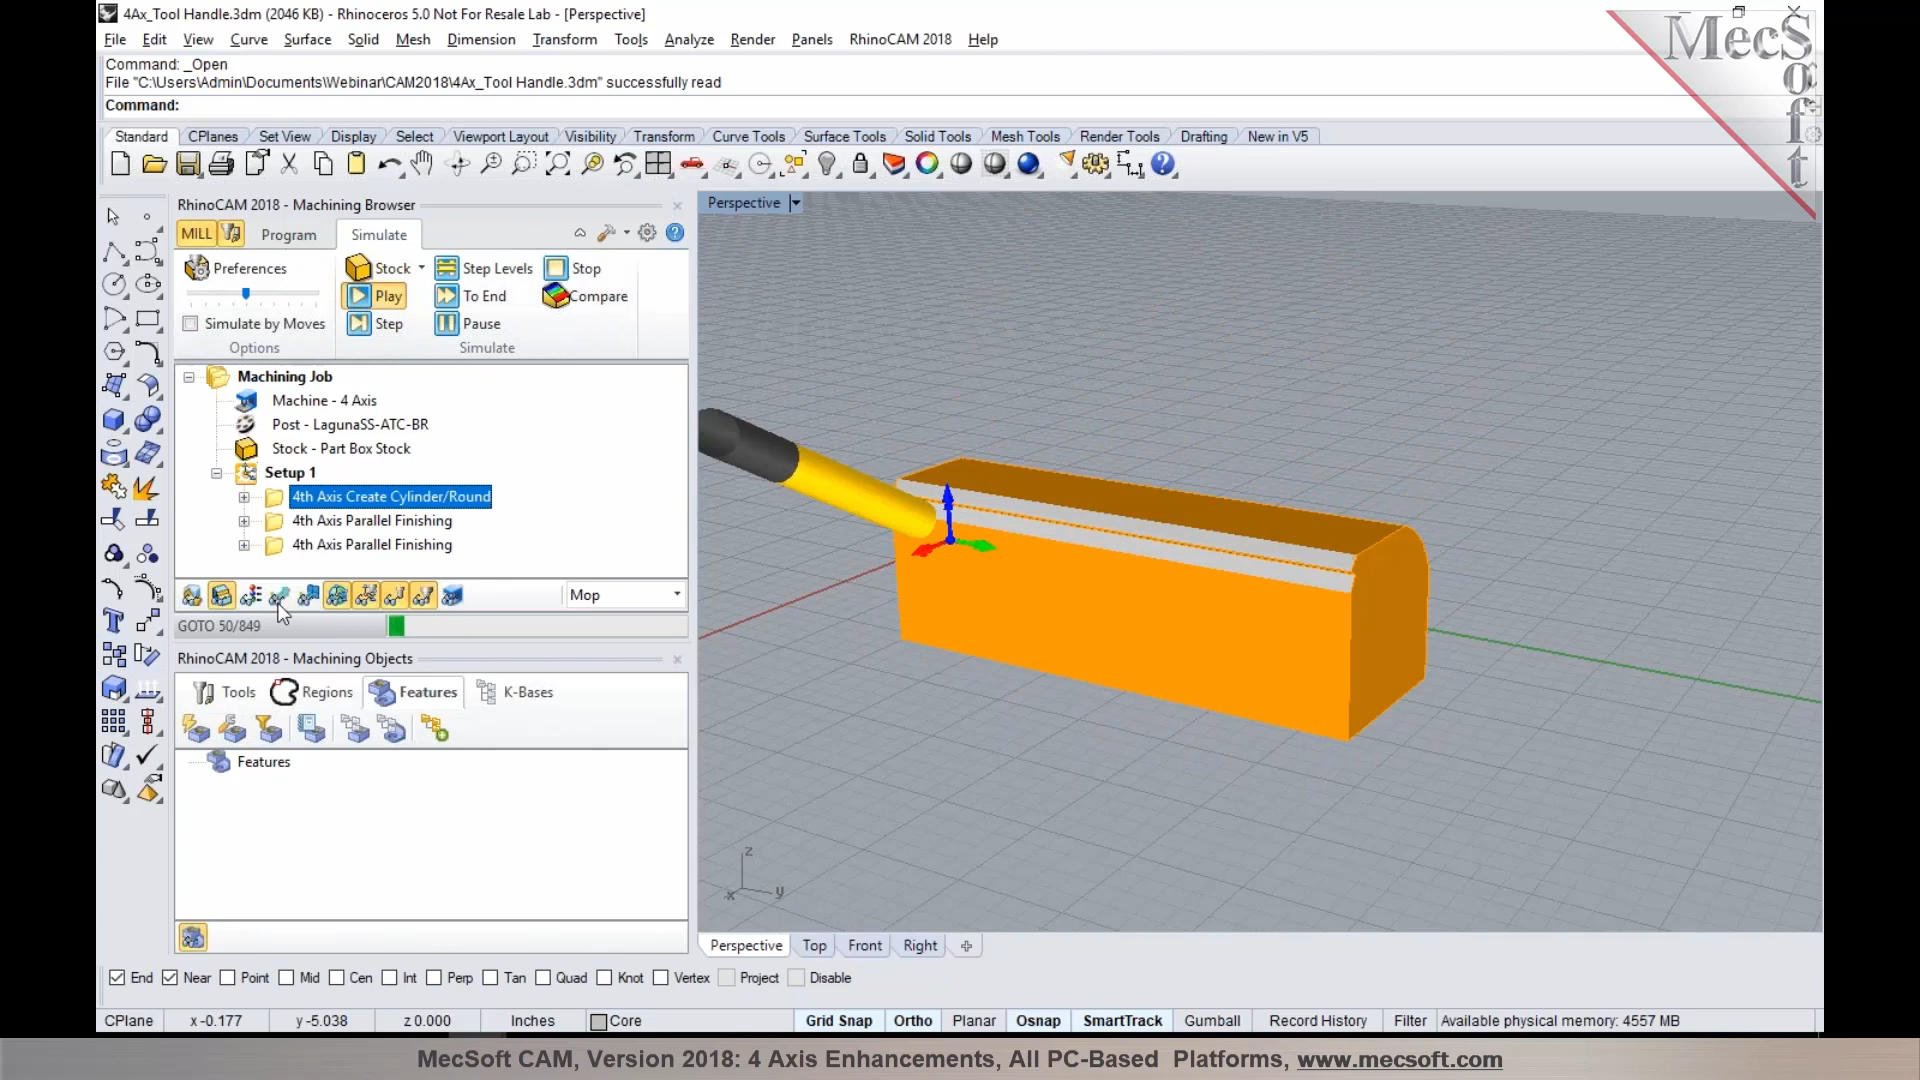 4Ax_Tool Handle.3dm (2046 KB) - Rhinoceros 5.0 Not For Resale Lab - [Perspective]
MecSoft
File Edit View Curve Surface Solid Mesh Dimension Transform Tools Analyze Render Panels RhinoCAM 2018 Help
Command: _Open
File "C:\Users\Admin\Documents\Webinar\CAM2018\4Ax_Tool Handle.3dm" successfully read
Command:
Standard CPlanes Set View Display Select Viewport Layout Visibility Transform Curve Tools Surface Tools Solid Tools Mesh Tools Render Tools Drafting New in V5
RhinoCAM 2018 - Machining Browser
Perspective
MILL Program Simulate
Preferences Stock Step Levels Stop
Play To End Compare
Simulate by Moves Step Pause
Options Simulate
Machining Job
Machine - 4 Axis
Post - LagunaSS-ATC-BR
Stock - Part Box Stock
Setup 1
4th Axis Create Cylinder/Round
4th Axis Parallel Finishing
4th Axis Parallel Finishing
Mop
GOTO 50/849
RhinoCAM 2018 - Machining Objects
Tools Regions Features K-Bases
Features
z
x y
Perspective Top Front Right
End Near Point Mid Cen Int Perp Tan Quad Knot Vertex Project Disable
CPlane x -0.177 y -5.038 z 0.000 Inches Core Grid Snap Ortho Planar Osnap SmartTrack Gumball Record History Filter Available physical memory: 4557 MB
MecSoft CAM, Version 2018: 4 Axis Enhancements, All PC-Based Platforms, www.mecsoft.com